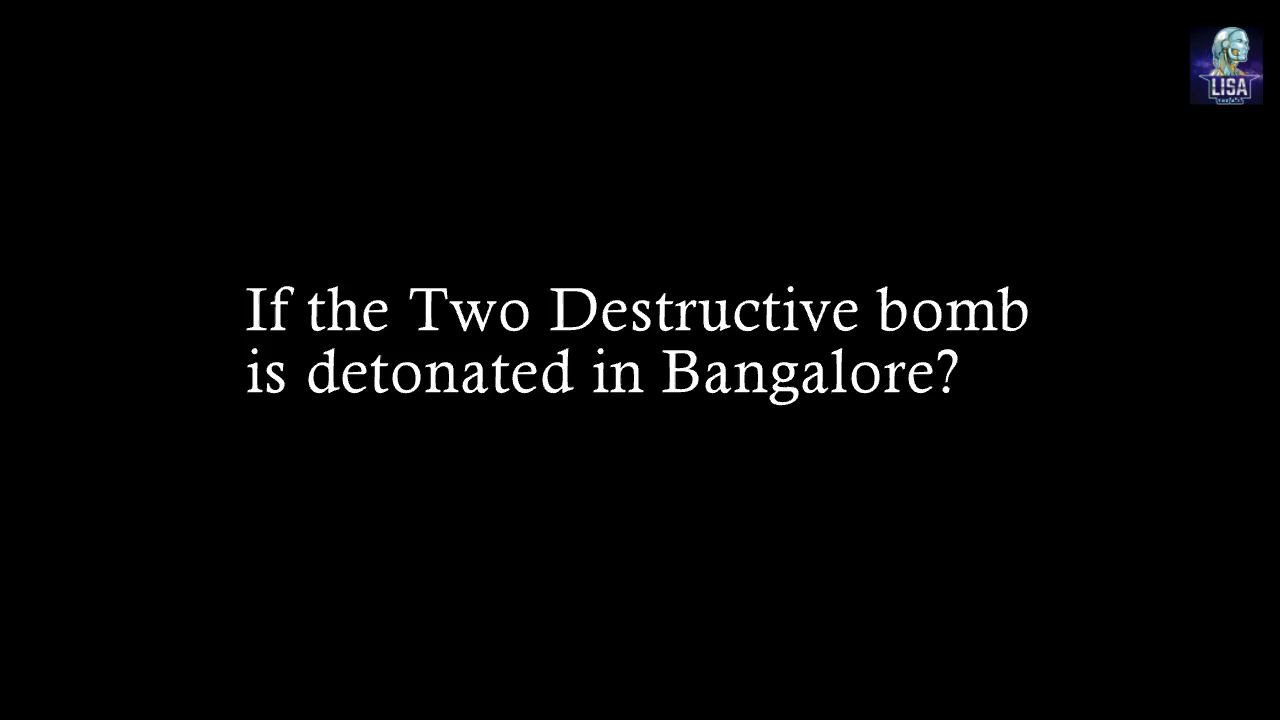 LISA
If the Two Destructive bomb
is detonated in Bangalore?